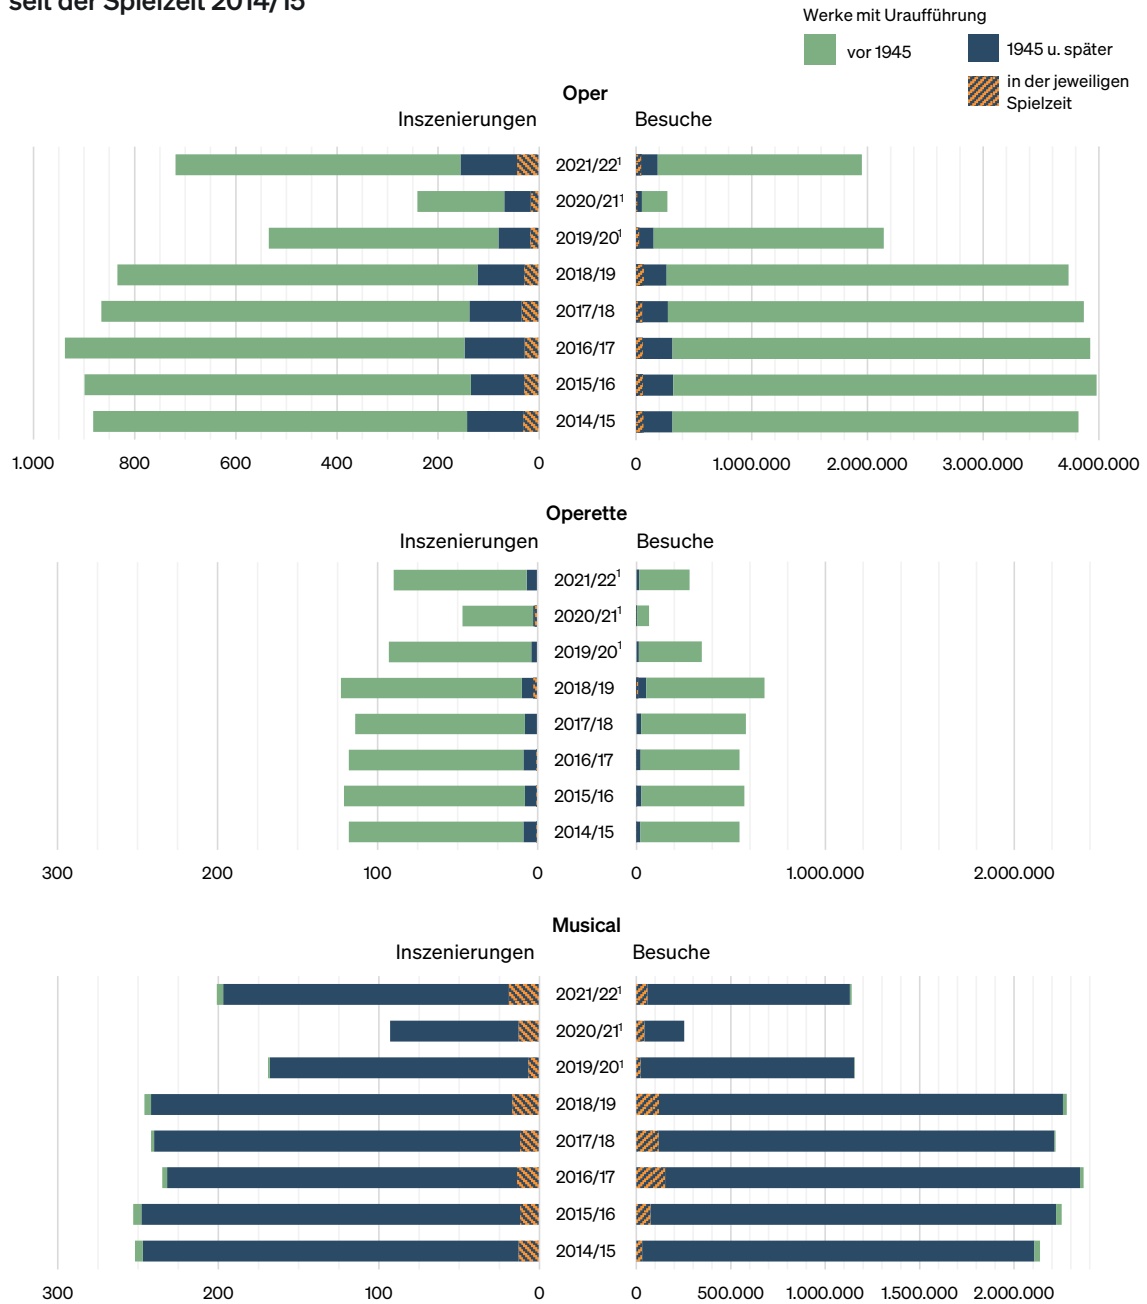 seit der Spielzeit 2014/15
Werke mit Uraufführung
vor 1945
1945 u. später
in der jeweiligen
Spielzeit
Oper
Inszenierungen
Besuche
2021/22¹
2020/21¹
2019/20¹
2018/19
2017/18
2016/17
2015/16
2014/15
1.000 800 600 400 200 0 0 1.000.000 2.000.000 3.000.000 4.000.000
Operette
Inszenierungen
Besuche
2021/22¹
2020/21¹
2019/20¹
2018/19
2017/18
2016/17
2015/16
2014/15
300 200 100 0 0 1.000.000 2.000.000
Musical
Inszenierungen
Besuche
2021/22¹
2020/21¹
2019/20¹
2018/19
2017/18
2016/17
2015/16
2014/15
300 200 100 0 0 500.000 1.000.000 1.500.000 2.000.000